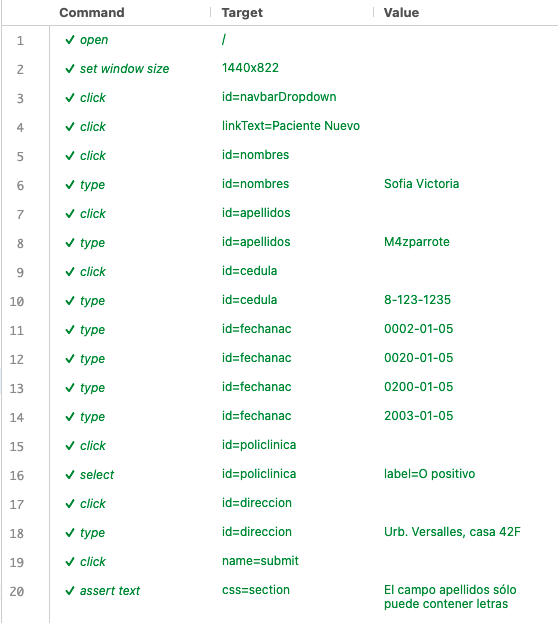 Command Target Value
1 ✓ open /
2 ✓ set window size 1440x822
3 ✓ click id=navbarDropdown
4 ✓ click linkText=Paciente Nuevo
5 ✓ click id=nombres
6 ✓ type id=nombres Sofia Victoria
7 ✓ click id=apellidos
8 ✓ type id=apellidos M4zparrote
9 ✓ click id=cedula
10 ✓ type id=cedula 8-123-1235
11 ✓ type id=fechanac 0002-01-05
12 ✓ type id=fechanac 0020-01-05
13 ✓ type id=fechanac 0200-01-05
14 ✓ type id=fechanac 2003-01-05
15 ✓ click id=policlinica
16 ✓ select id=policlinica label=O positivo
17 ✓ click id=direccion
18 ✓ type id=direccion Urb. Versalles, casa 42F
19 ✓ click name=submit
20 ✓ assert text css=section El campo apellidos sólo
puede contener letras